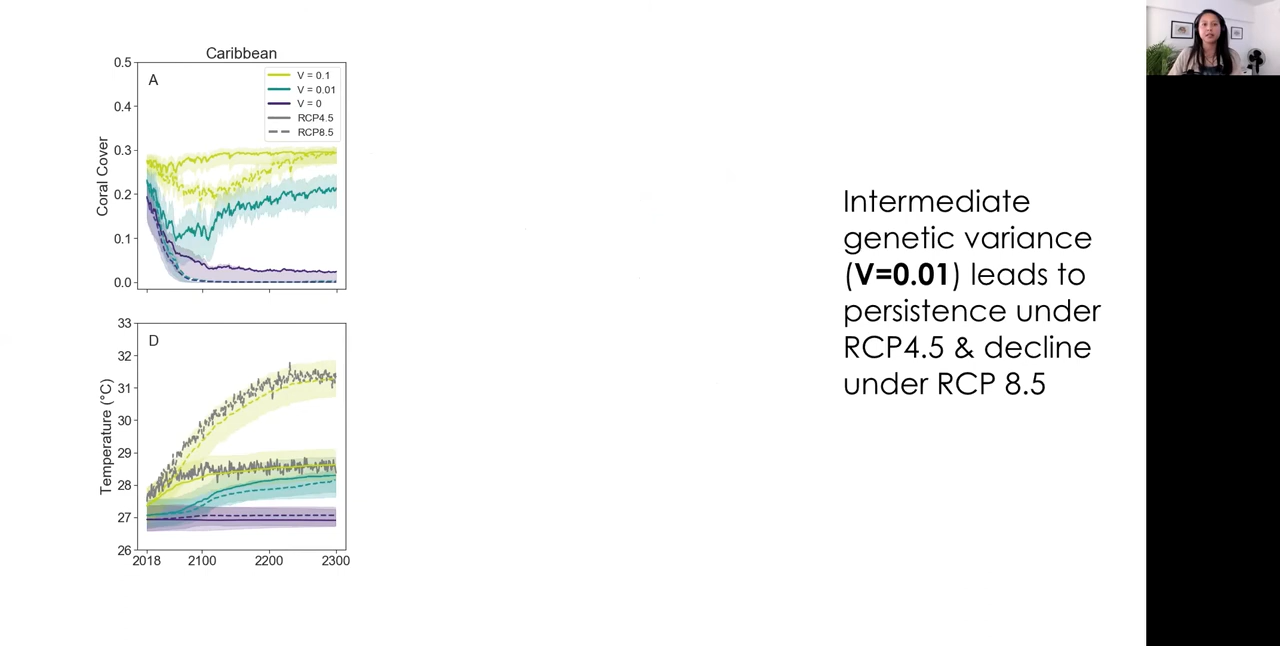 Caribbean
A
0.5
0.4
0.3
0.2
0.1
0.0
Coral Cover
V = 0.1
V = 0.01
V = 0
RCP4.5
RCP8.5
D
33
32
31
30
29
28
27
26
Temperature (°C)
2018 2100 2200 2300
Intermediate
genetic variance
(V=0.01) leads to
persistence under
RCP4.5 & decline
under RCP 8.5